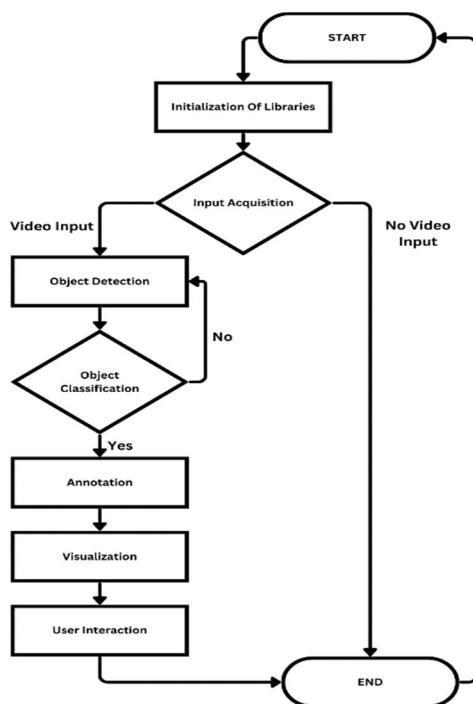 START
Initialization Of Libraries
Input Acquisition
Video Input
No Video
Input
Object Detection
No
Object
Classification
Yes
Annotation
Visualization
User Interaction
END